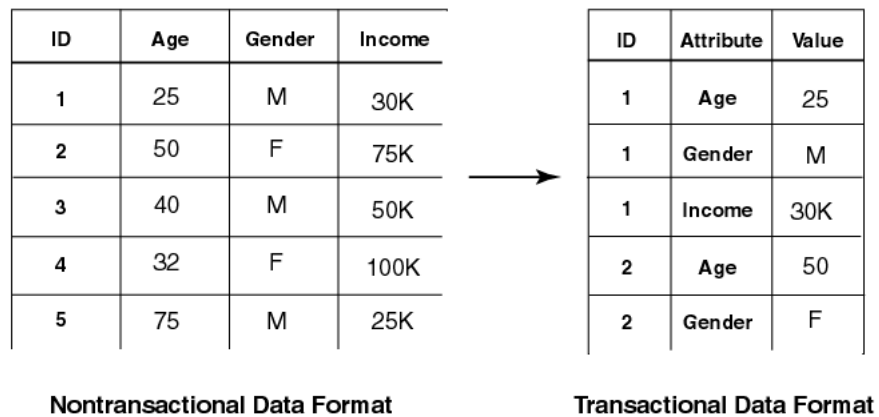 ID Age Gender Income
1 25 M 30K
2 50 F 75K
3 40 M 50K
4 32 F 100K
5 75 M 25K
Nontransactional Data Format
ID Attribute Value
1 Age 25
1 Gender M
1 Income 30K
2 Age 50
2 Gender F
Transactional Data Format